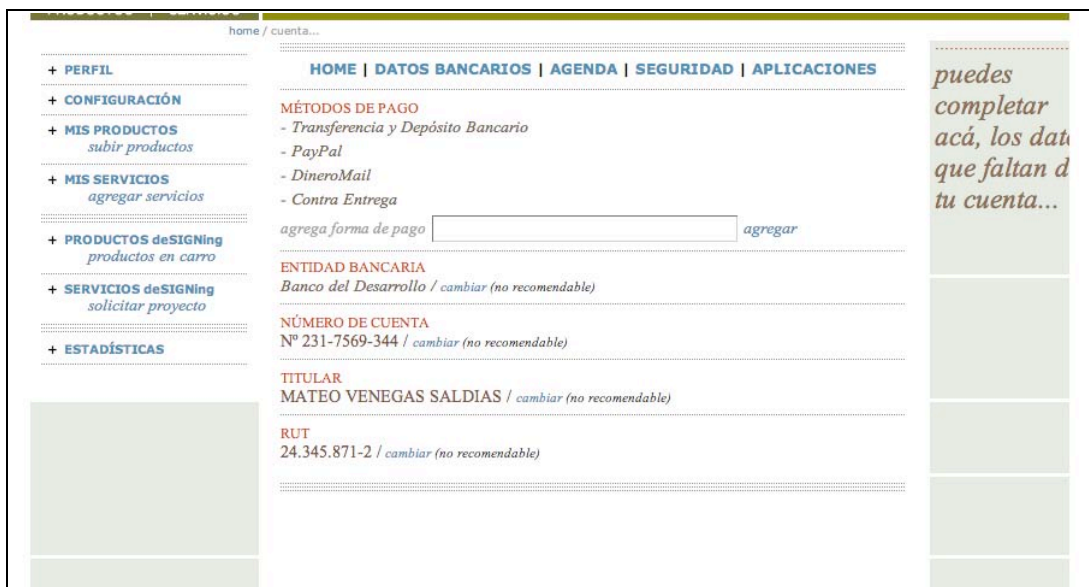 home / cuenta...
+ PERFIL
+ CONFIGURACIÓN
+ MIS PRODUCTOS
subir productos
+ MIS SERVICIOS
agregar servicios
+ PRODUCTOS deSIGNing
productos en carro
+ SERVICIOS deSIGNing
solicitar proyecto
+ ESTADÍSTICAS
HOME | DATOS BANCARIOS | AGENDA | SEGURIDAD | APLICACIONES
MÉTODOS DE PAGO
- Transferencia y Depósito Bancario
- PayPal
- DineroMail
- Contra Entrega
agrega forma de pago agregar
ENTIDAD BANCARIA
Banco del Desarrollo / cambiar (no recomendable)
NÚMERO DE CUENTA
Nº 231-7569-344 / cambiar (no recomendable)
TITULAR
MATEO VENEGAS SALDIAS / cambiar (no recomendable)
RUT
24.345.871-2 / cambiar (no recomendable)
puedes
completar
acá, los dat
que faltan d
tu cuenta...